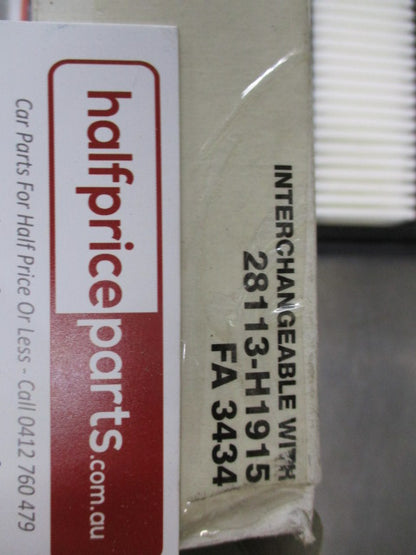 halfpriceparts.com.au
Car Parts For Half Price Or Less - Call 0412 760 479
INTERCHANGEABLE WITH
28113-H1915
FA 3434